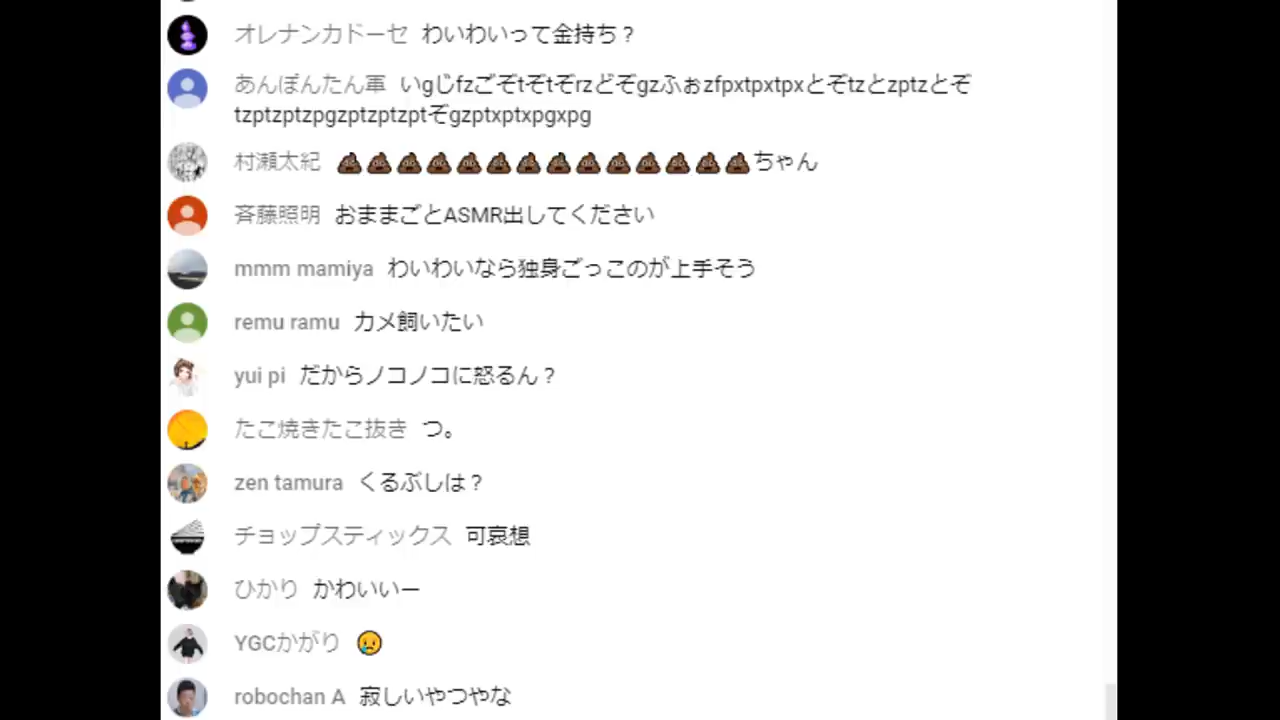 オレナンカドーセ わいわいって金持ち？
あんぽんたん軍 いgじfzごぞtぞtぞrzどぞgzふぉzfpxtpxtpxとぞtzとzptzとぞ
tzptzptzpgzptzptzptぞgzptxptxpgxpg
村瀬太紀 💩💩💩💩💩💩💩💩💩💩💩💩💩💩ちゃん
斉藤照明 おままごとASMR出してください
mmm mamiya わいわいなら独身ごっこのが上手そう
remu ramu カメ飼いたい
yui pi だからノコノコに怒るん？
たこ焼きたこ抜き つ。
zen tamura くるぶしは？
チョップスティックス 可哀想
ひかり かわいいー
YGCかがり 😢
robochan A 寂しいやつやな